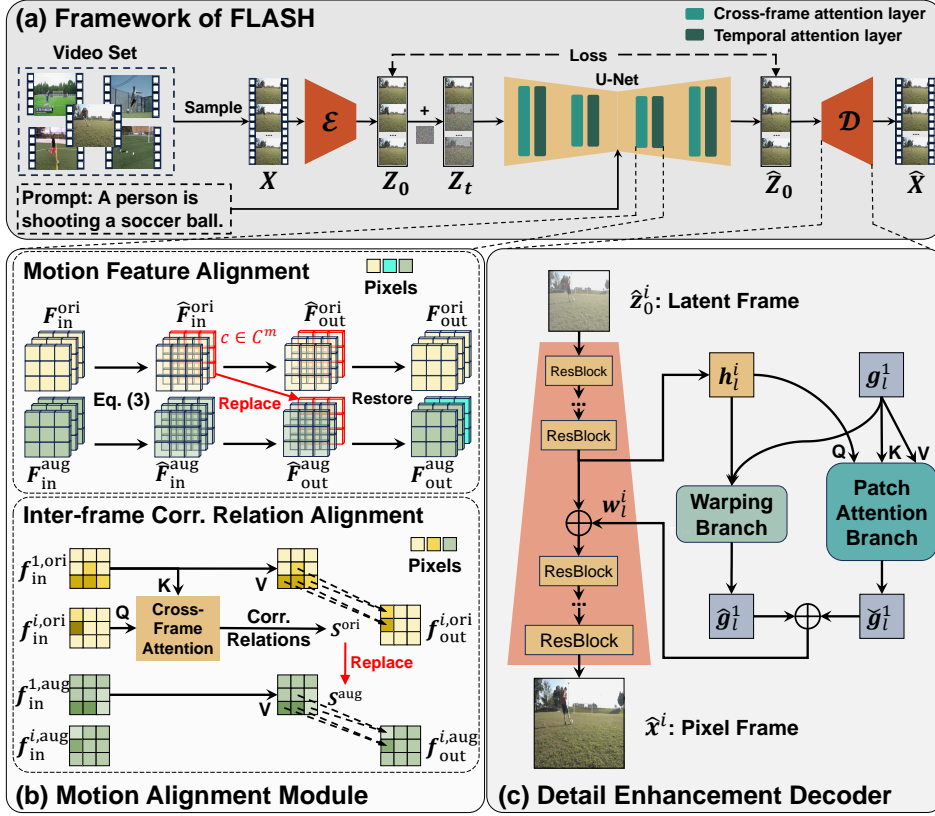 (a) Framework of FLASH
Cross-frame attention layer
Temporal attention layer
Video Set
Loss
U-Net
Sample
+
...
...
...
...
...
ℰ
𝒟
X
Z_0
Z_t
Ẑ_0
X̂
Prompt: A person is
shooting a soccer ball.
Motion Feature Alignment
Pixels
F_in^ori
F̂_in^ori
c ∈ C^m
F̂_out^ori
F_out^ori
Eq. (3)
Replace
Restore
F_in^aug
F̂_in^aug
F̂_out^aug
F_out^aug
Inter-frame Corr. Relation Alignment
Pixels
f_in^{1,ori}
K
V
f_in^{i,ori}
Q
Cross-
Frame
Attention
Corr.
Relations
S^ori
f_out^{i,ori}
Replace
f_in^{1,aug}
V
S^aug
f_in^{i,aug}
f_out^{i,aug}
(b) Motion Alignment Module
ẑ_0^i: Latent Frame
ResBlock
...
ResBlock
h_l^i
g_l^1
Q
K
V
w_l^i
Warping
Branch
Patch
Attention
Branch
ResBlock
...
ResBlock
ĝ_l^1
ğ_l^1
x̂^i: Pixel Frame
(c) Detail Enhancement Decoder